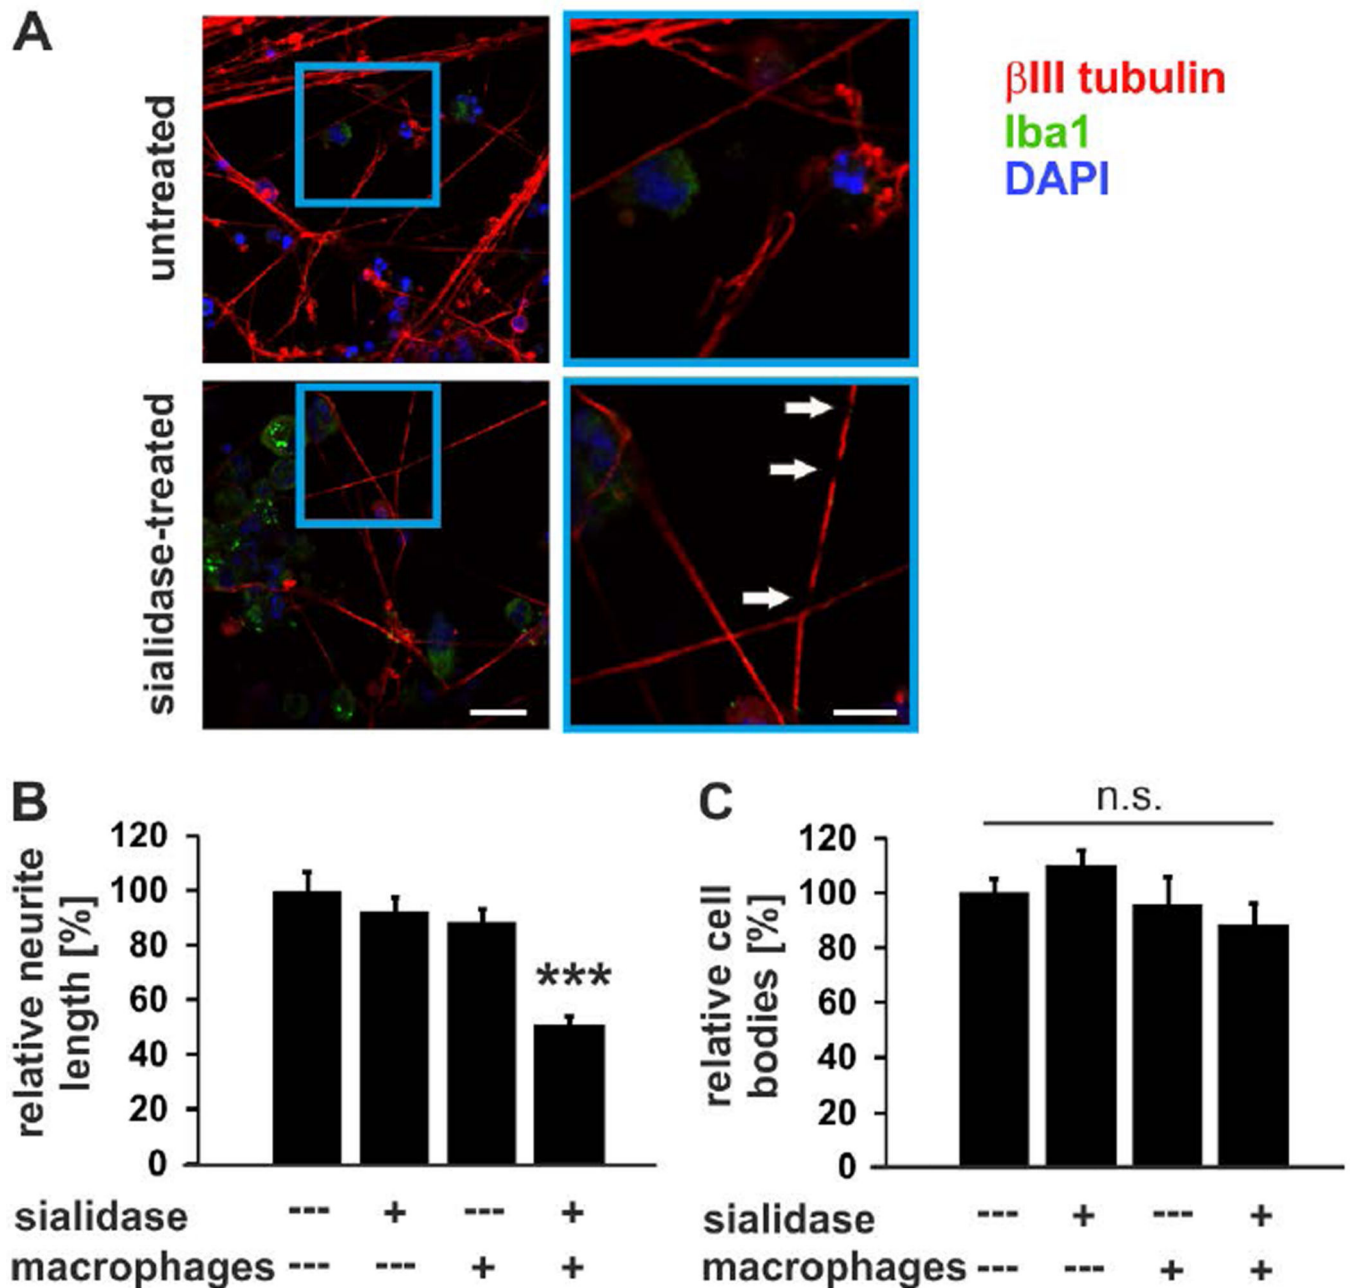 A
untreated
sialidase-treated
βIII tubulin
Iba1
DAPI
B
relative neurite
length [%]
120
100
80
60
40
20
0
***
sialidase --- + --- +
macrophages --- --- + +
C
n.s.
relative cell
bodies [%]
120
100
80
60
40
20
0
sialidase --- + --- +
macrophages --- --- + +